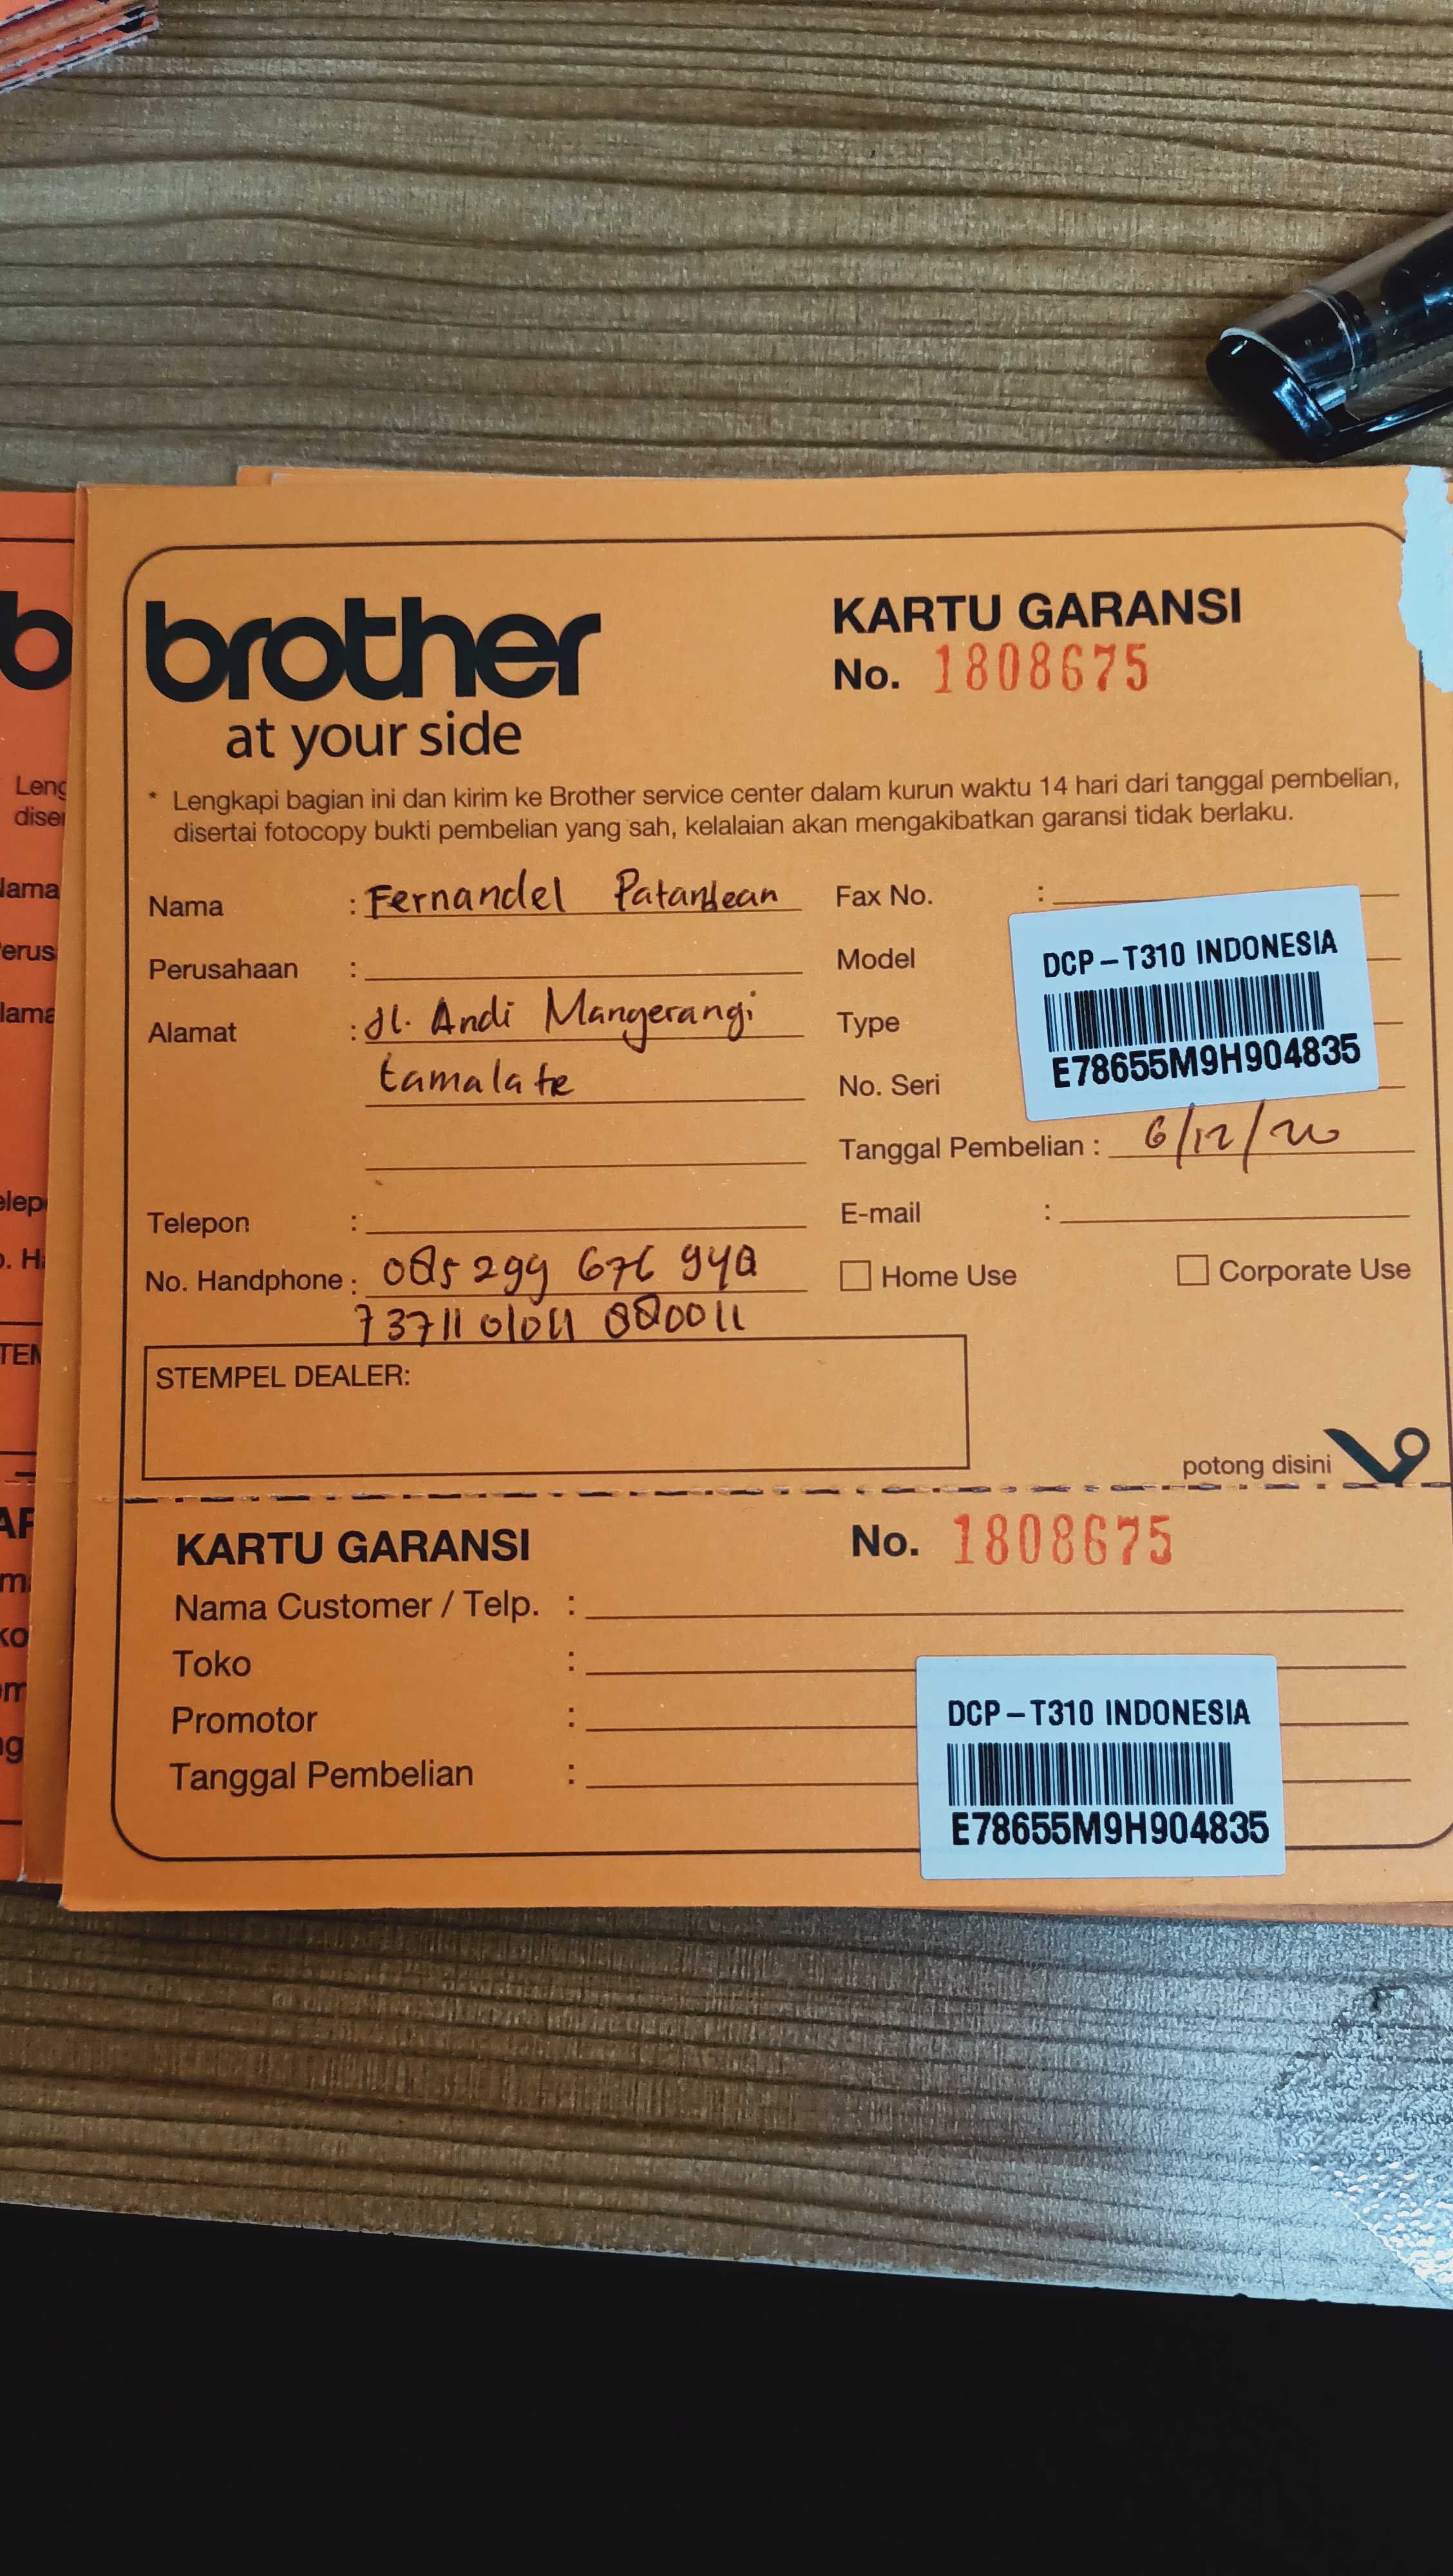 brother
at your side
KARTU GARANSI
No. 1808675
* Lengkapi bagian ini dan kirim ke Brother service center dalam kurun waktu 14 hari dari tanggal pembelian,
disertai fotocopy bukti pembelian yang sah, kelalaian akan mengakibatkan garansi tidak berlaku.
Nama : Fernandel
Perusahaan :
Alamat : Jl. Andi Mangerangi
tamalate
Telepon :
No. Handphone : 085 299 676 948
STEMPEL DEALER:
Fax No. :
Model
Type
No. Seri
DCP-T310 INDONESIA
E78655M9H904835
Tanggal Pembelian : 6/12/20
E-mail :
Home Use
Corporate Use
potong disini
KARTU GARANSI
No. 1808675
Nama Customer / Telp. :
Toko :
Promotor :
Tanggal Pembelian :
DCP-T310 INDONESIA
E78655M9H904835